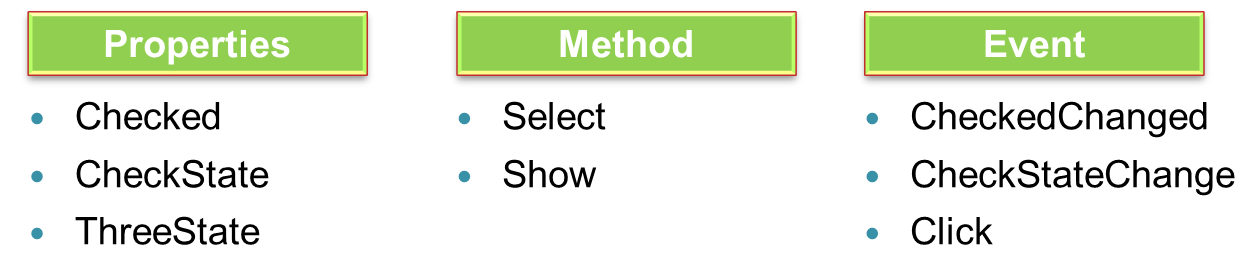 Properties
Checked
CheckState
ThreeState
Method
Select
Show
Event
CheckedChanged
CheckStateChange
Click